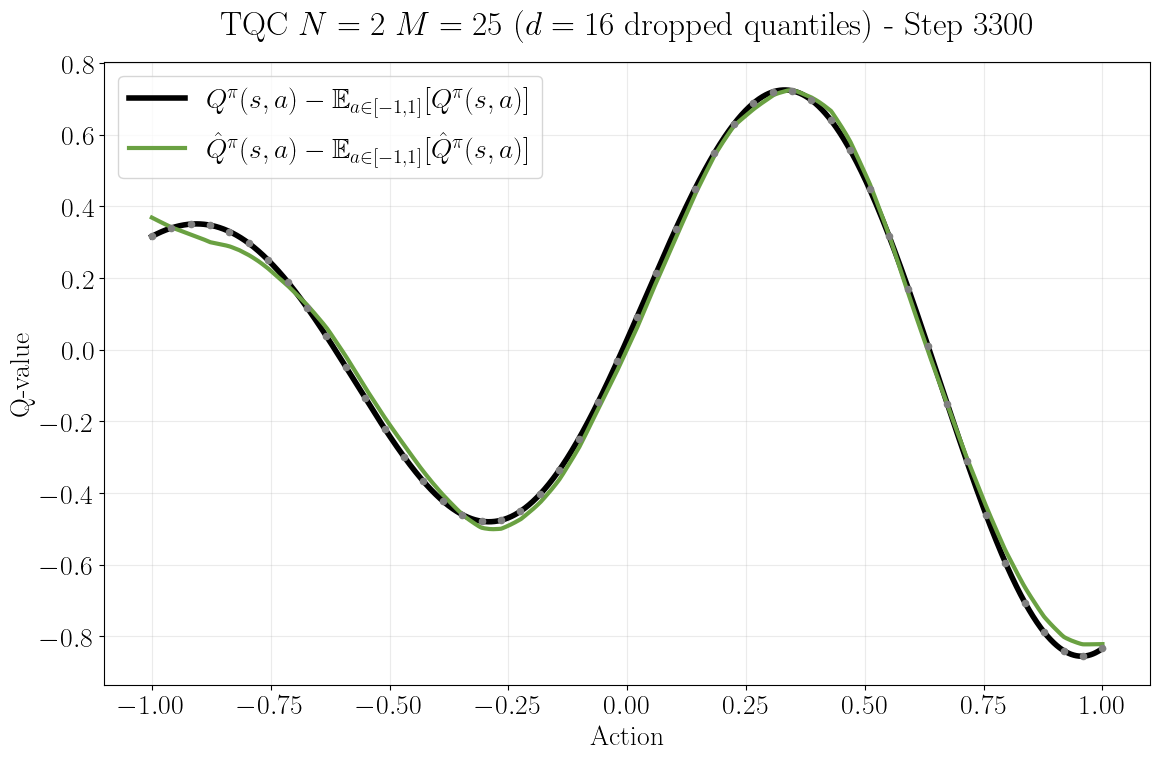 TQC $N = 2$ $M = 25$ ($d = 16$ dropped quantiles) - Step 3300
$Q^{\pi}(s, a) - \mathbb{E}_{a \in [-1,1]}[Q^{\pi}(s, a)]$
$\hat{Q}^{\pi}(s, a) - \mathbb{E}_{a \in [-1,1]}[\hat{Q}^{\pi}(s, a)]$
Q-value
0.8
0.6
0.4
0.2
0.0
−0.2
−0.4
−0.6
−0.8
−1.00 −0.75 −0.50 −0.25 0.00 0.25 0.50 0.75 1.00
Action